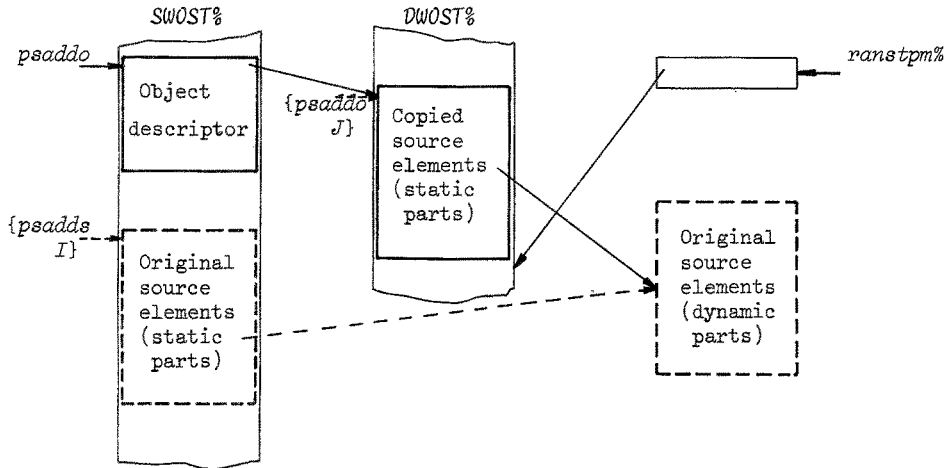 SWOST%
DWOST%
psaddo
Object
descriptor
{psaddo
J}
ranstpm%
Copied
source
elements
(static
parts)
{psadds
I}
Original
source
elements
(static
parts)
Original
source
elements
(dynamic
parts)